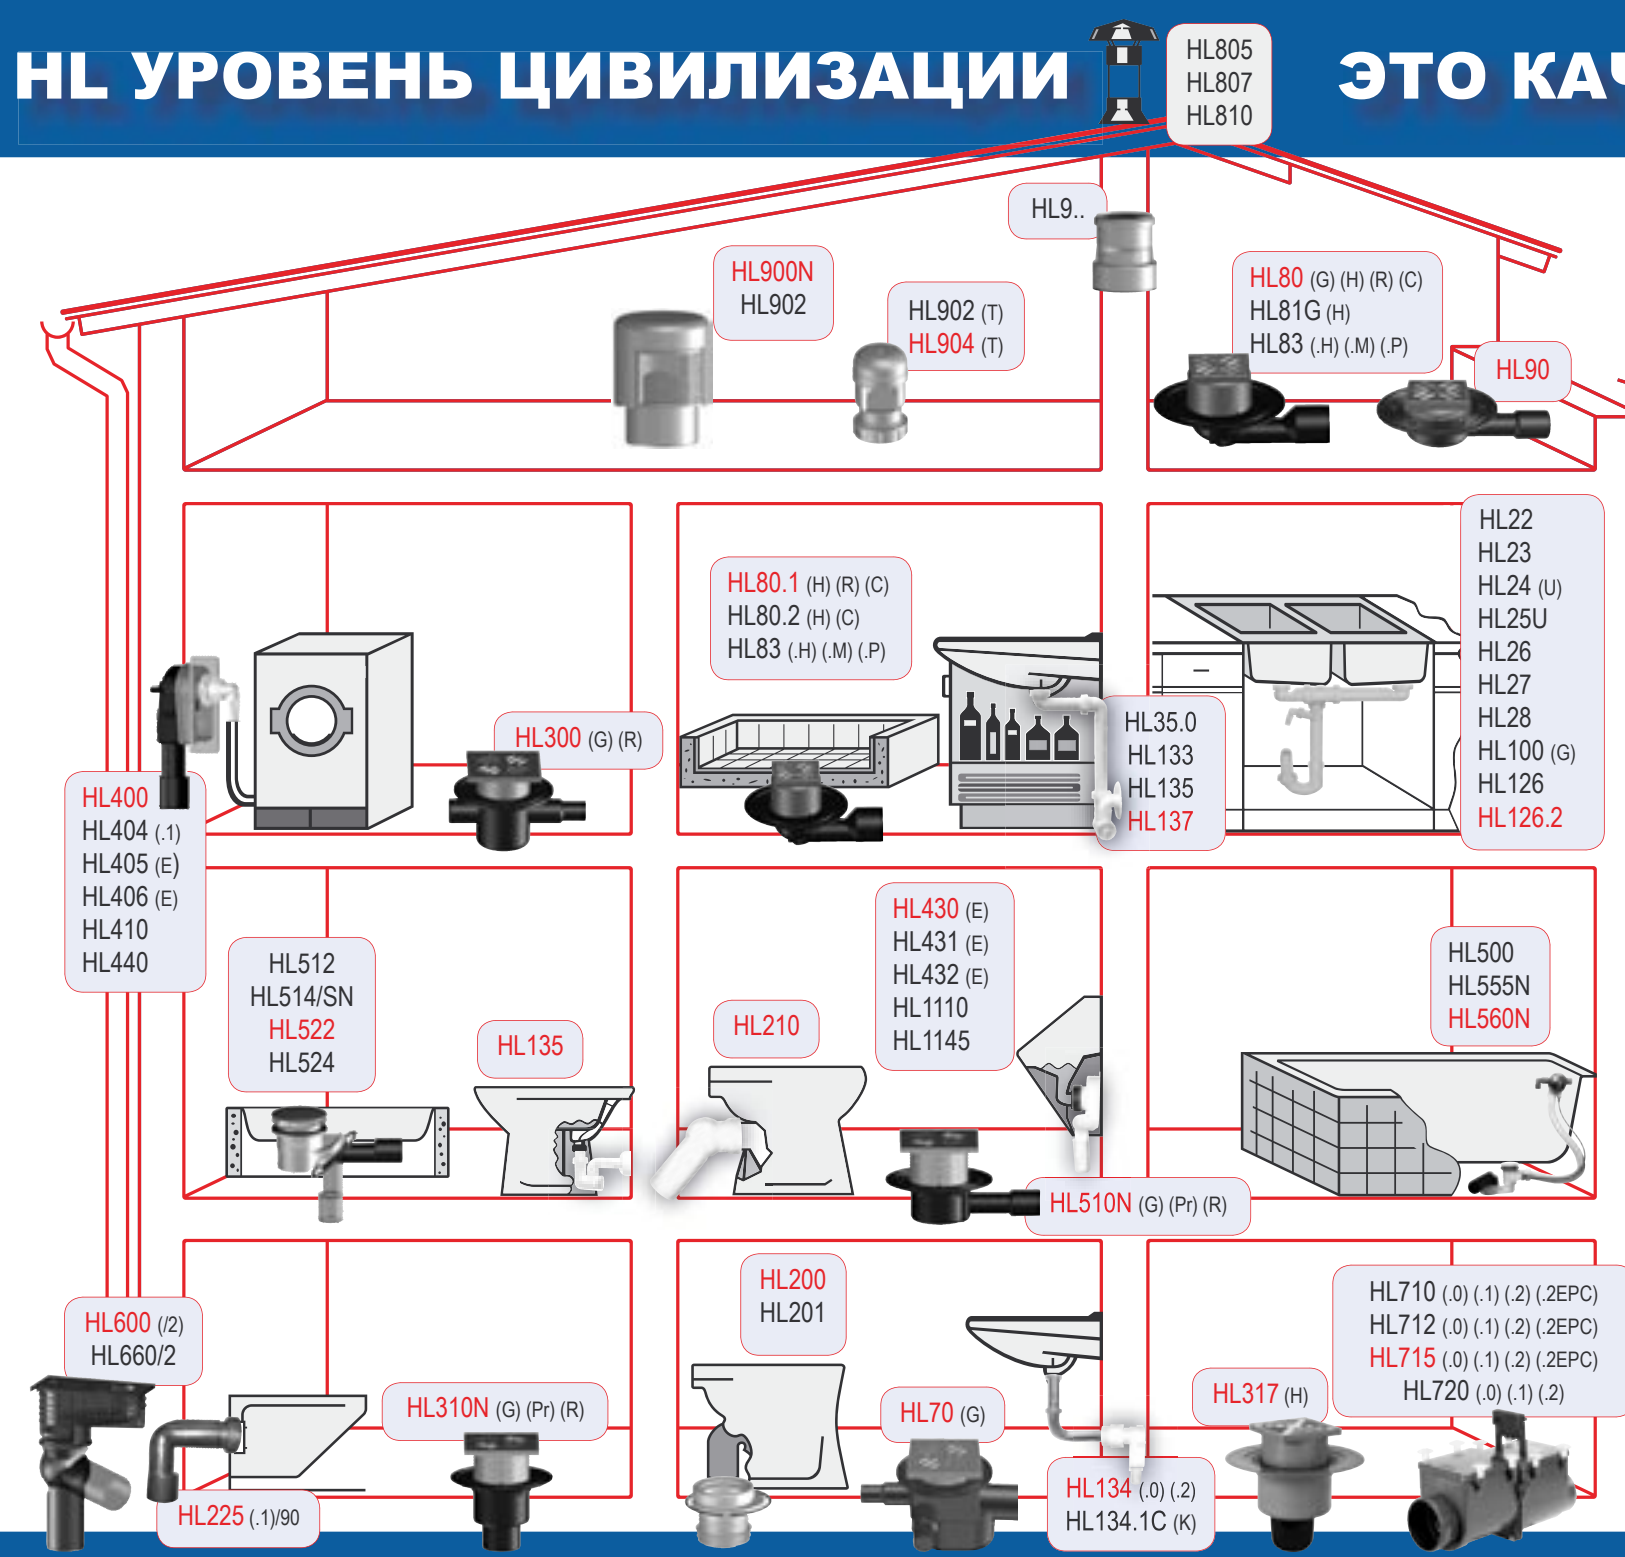 HL УРОВЕНЬ ЦИВИЛИЗАЦИИ
ЭТО КАЧ
HL805
HL807
HL810
HL9..
HL900N
HL902
HL902 (T)
HL904 (T)
HL80 (G) (H) (R) (C)
HL81G (H)
HL83 (.H) (.M) (.P)
HL90
HL22
HL23
HL24 (U)
HL25U
HL26
HL27
HL28
HL100 (G)
HL126
HL126.2
HL80.1 (H) (R) (C)
HL80.2 (H) (C)
HL83 (.H) (.M) (.P)
HL35.0
HL133
HL135
HL137
HL300 (G) (R)
HL400
HL404 (.1)
HL405 (E)
HL406 (E)
HL410
HL440
HL512
HL514/SN
HL522
HL524
HL135
HL210
HL430 (E)
HL431 (E)
HL432 (E)
HL1110
HL1145
HL500
HL555N
HL560N
HL510N (G) (Pr) (R)
HL600 (/2)
HL660/2
HL225 (.1)/90
HL310N (G) (Pr) (R)
HL200
HL201
HL70 (G)
HL134 (.0) (.2)
HL134.1C (K)
HL317 (H)
HL710 (.0) (.1) (.2) (.2EPC)
HL712 (.0) (.1) (.2) (.2EPC)
HL715 (.0) (.1) (.2) (.2EPC)
HL720 (.0) (.1) (.2)